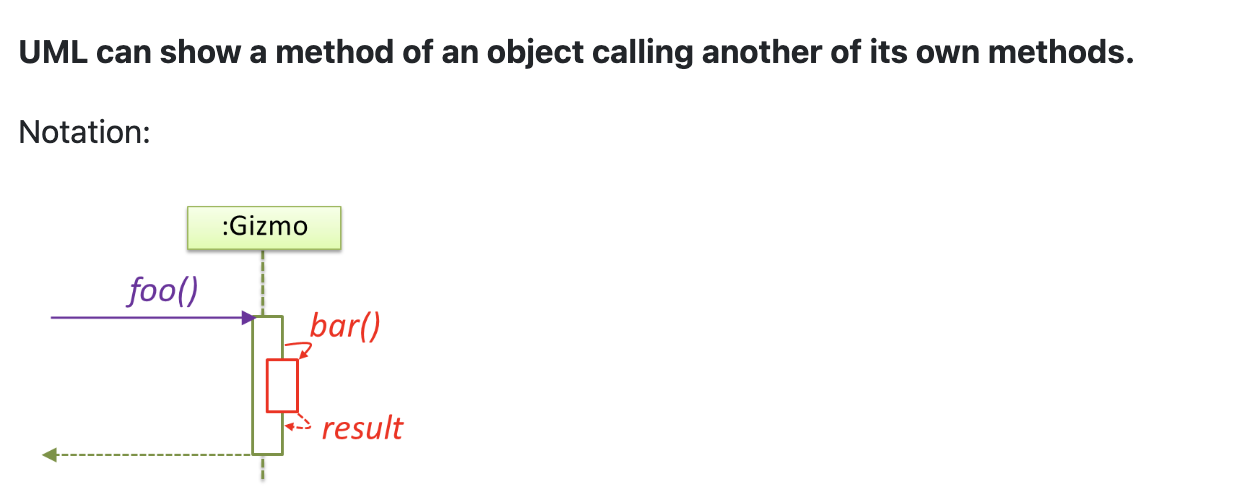 UML can show a method of an object calling another of its own methods.
Notation:
:Gizmo
foo()
bar()
result